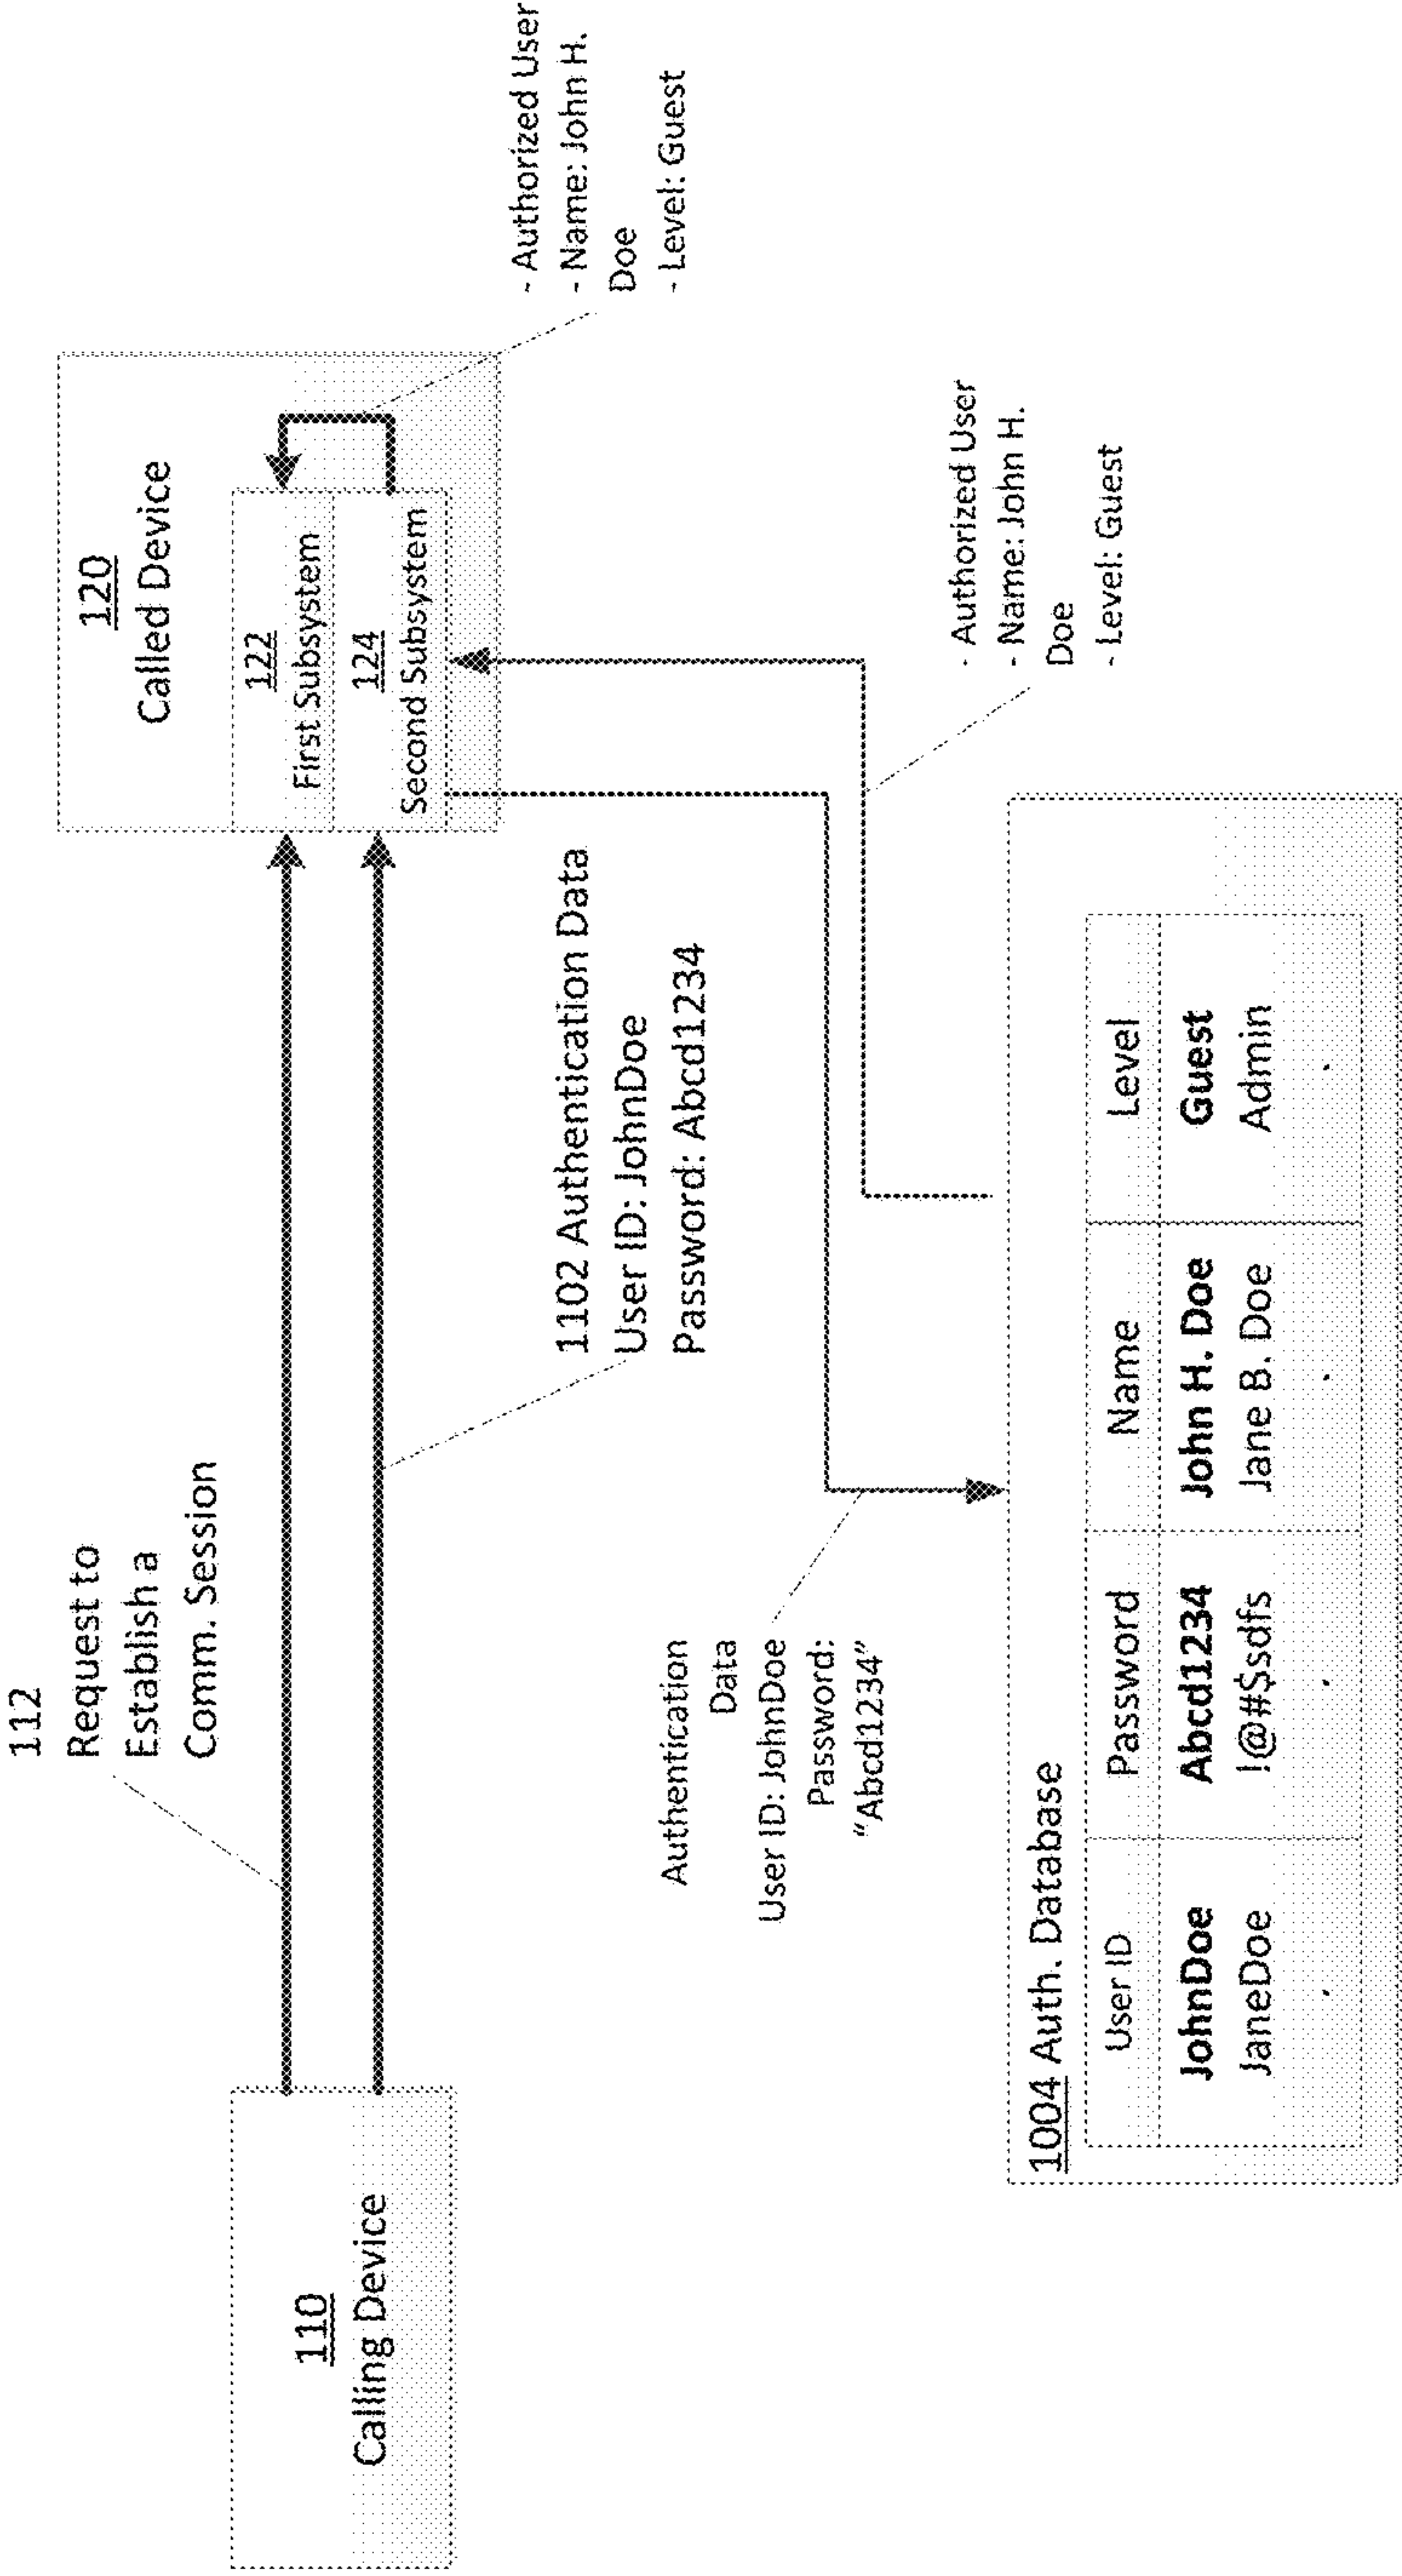 112
Request to
Establish a
Comm. Session
110
Calling Device
120
Called Device
122
First Subsystem
124
Second Subsystem
- Authorized User
- Name: John H.
Doe
- Level: Guest
1102 Authentication Data
User ID: JohnDoe
Password: Abcd1234
Authentication
Data
User ID: JohnDoe
Password:
“Abcd1234”
- Authorized User
- Name: John H.
Doe
- Level: Guest
1004 Auth. Database
User ID Password Name Level
JohnDoe Abcd1234 John H. Doe Guest
JaneDoe !@#$sdfs Jane B. Doe Admin
. . . .